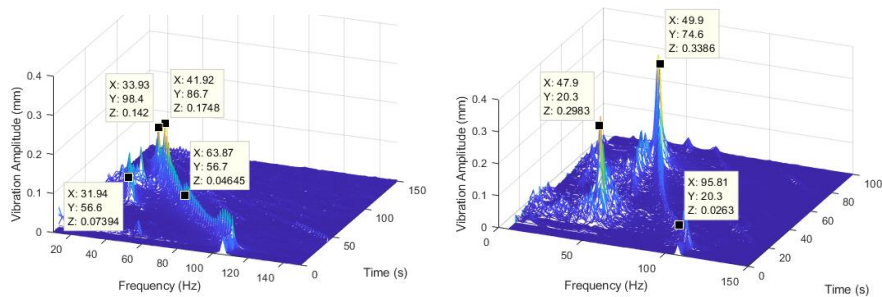 150
100
50
0
Time (s)
0.4
0.3
0.2
0.1
0
Vibration Amplitude (mm)
20
40
60
80
100
120
140
Frequency (Hz)
X: 33.93
Y: 98.4
Z: 0.142
X: 41.92
Y: 86.7
Z: 0.1748
X: 63.87
Y: 56.7
Z: 0.04645
X: 31.94
Y: 56.6
Z: 0.07394
0.4
0.3
0.2
0.1
0
Vibration Amplitude (mm)
0
50
100
150
Frequency (Hz)
100
80
60
40
20
0
Time (s)
X: 49.9
Y: 74.6
Z: 0.3386
X: 47.9
Y: 20.3
Z: 0.2983
X: 95.81
Y: 20.3
Z: 0.0263